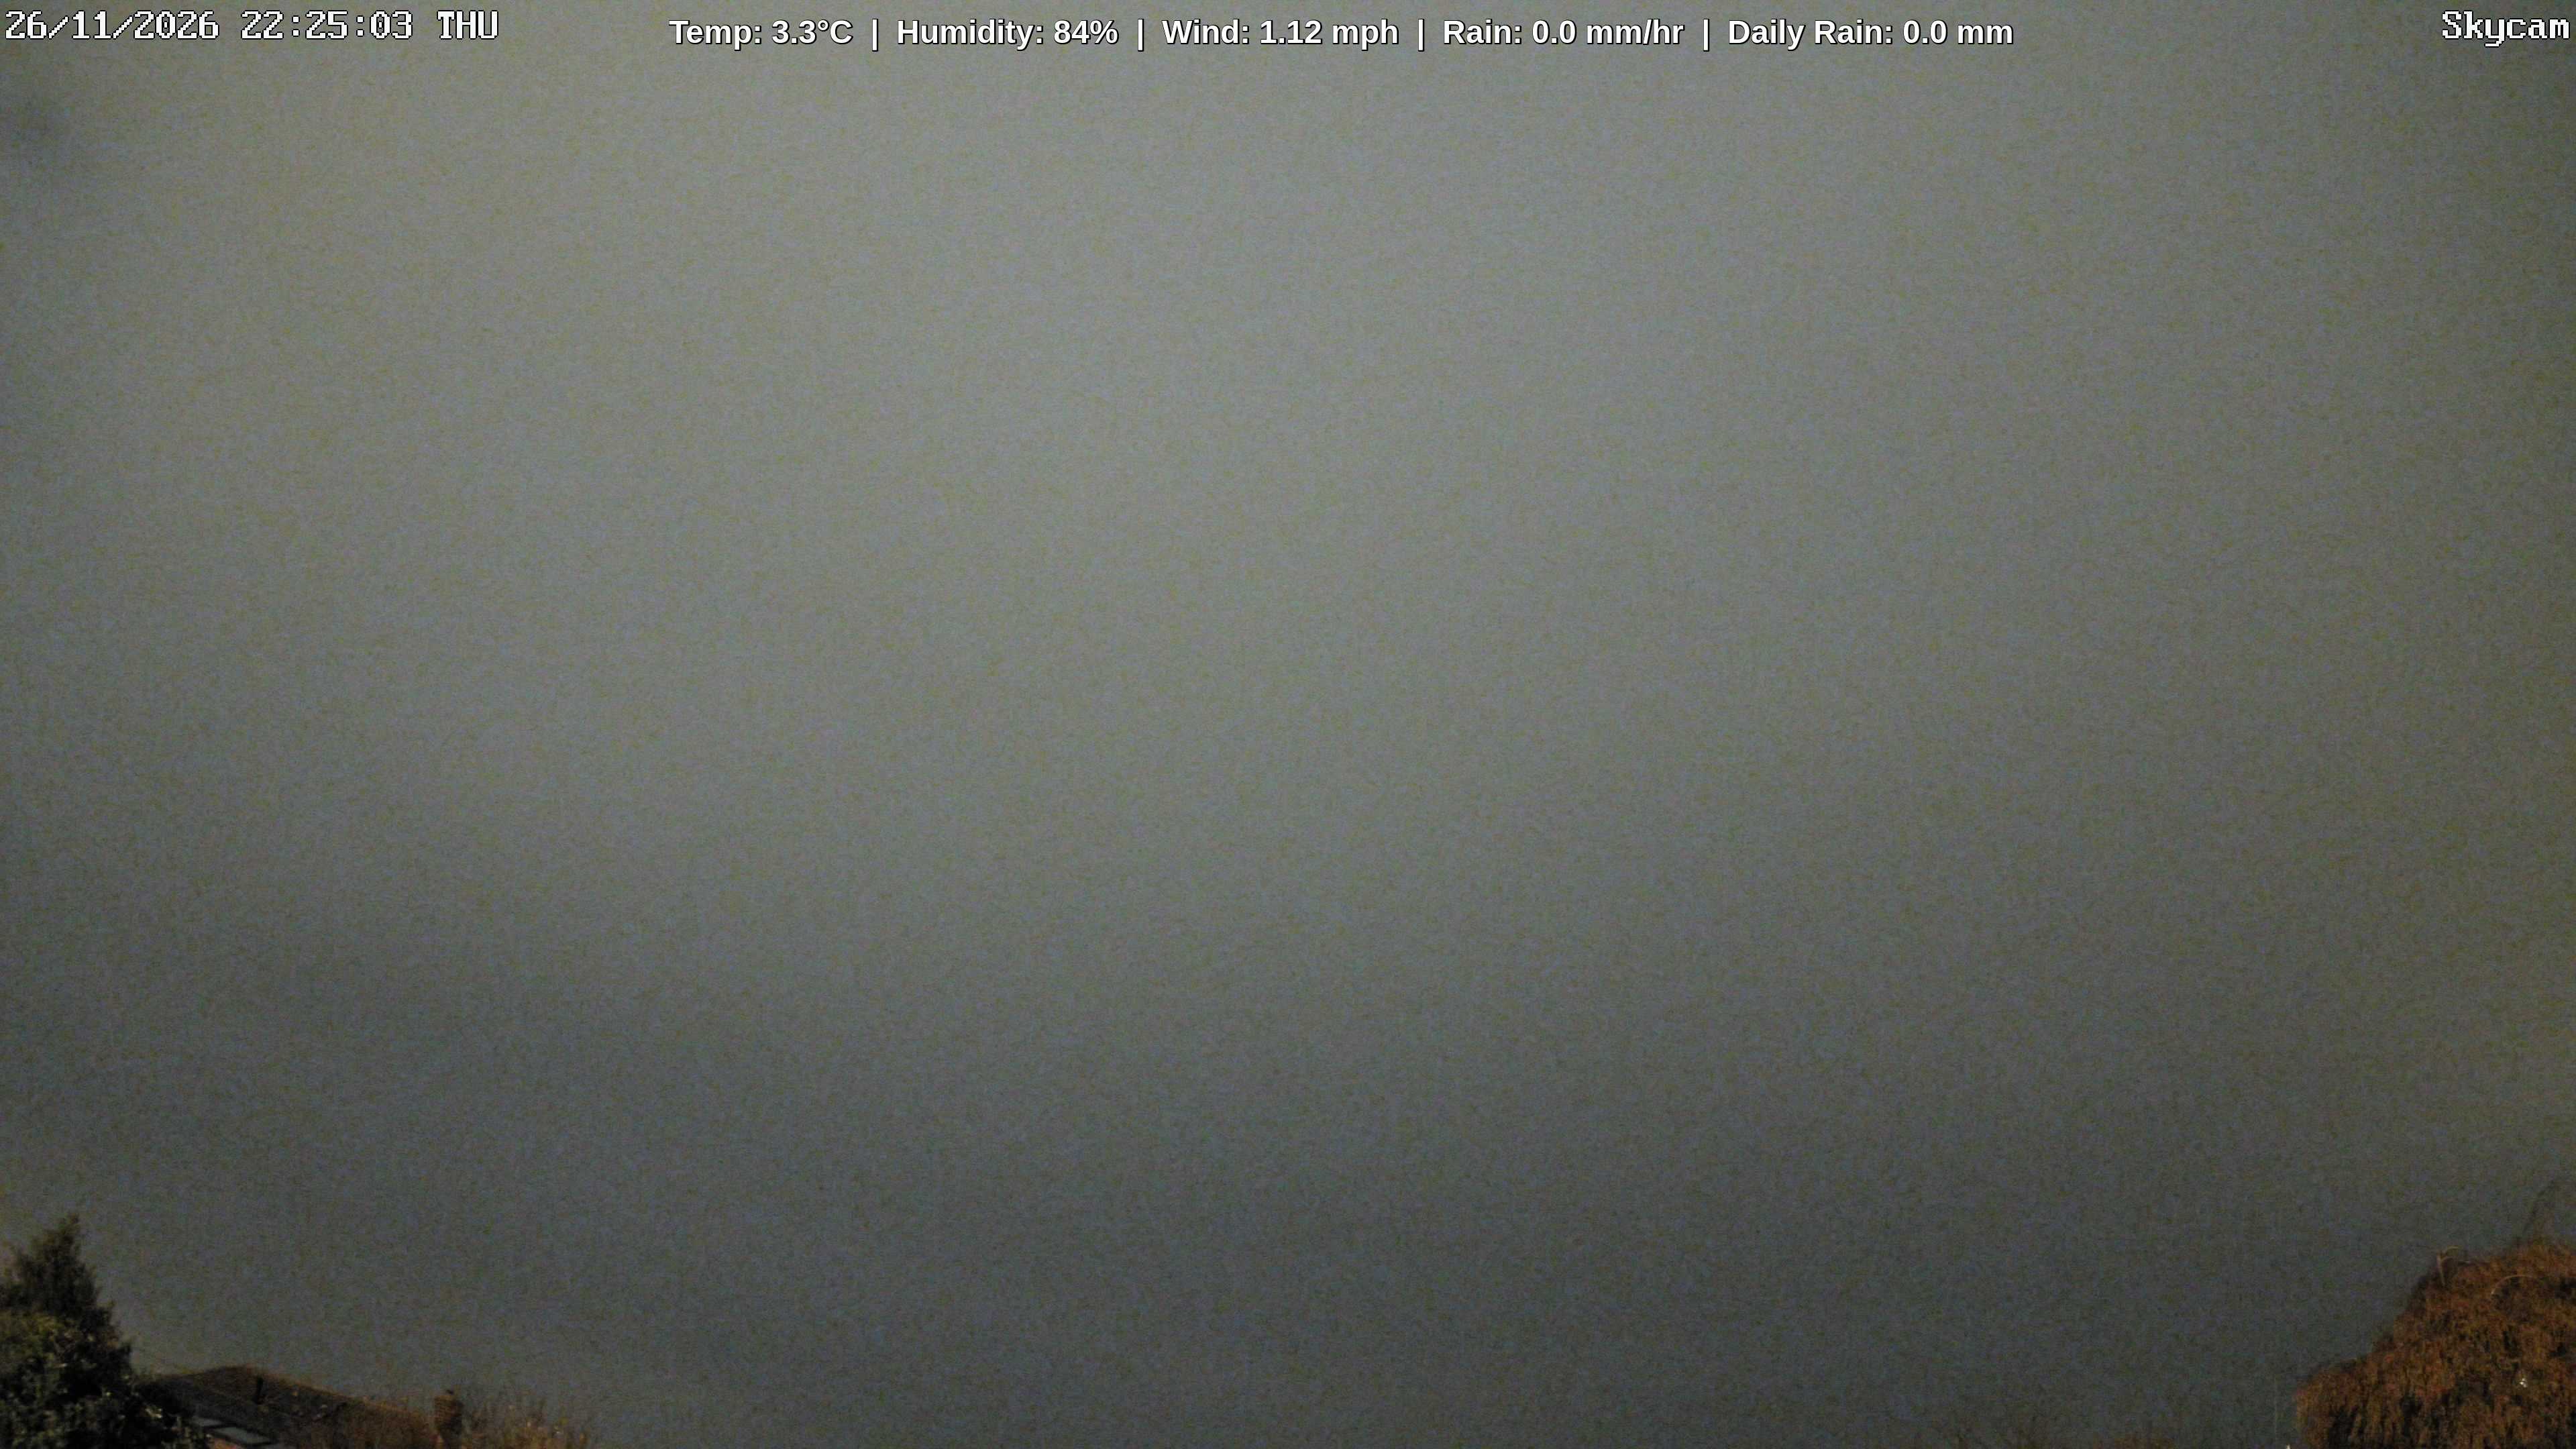 26/11/2026 22:25:03 THU
Temp: 3.3°C | Humidity: 84% | Wind: 1.12 mph | Rain: 0.0 mm/hr | Daily Rain: 0.0 mm
Skycam